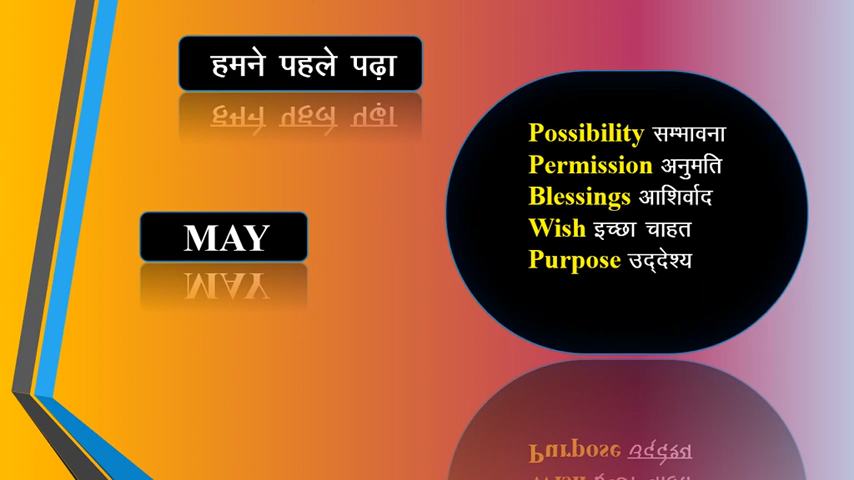 हमने पहले पढ़ा
MAY
Possibility सम्भावना
Permission अनुमति
Blessings आशिर्वाद
Wish इच्छा चाहत
Purpose उद्देश्य